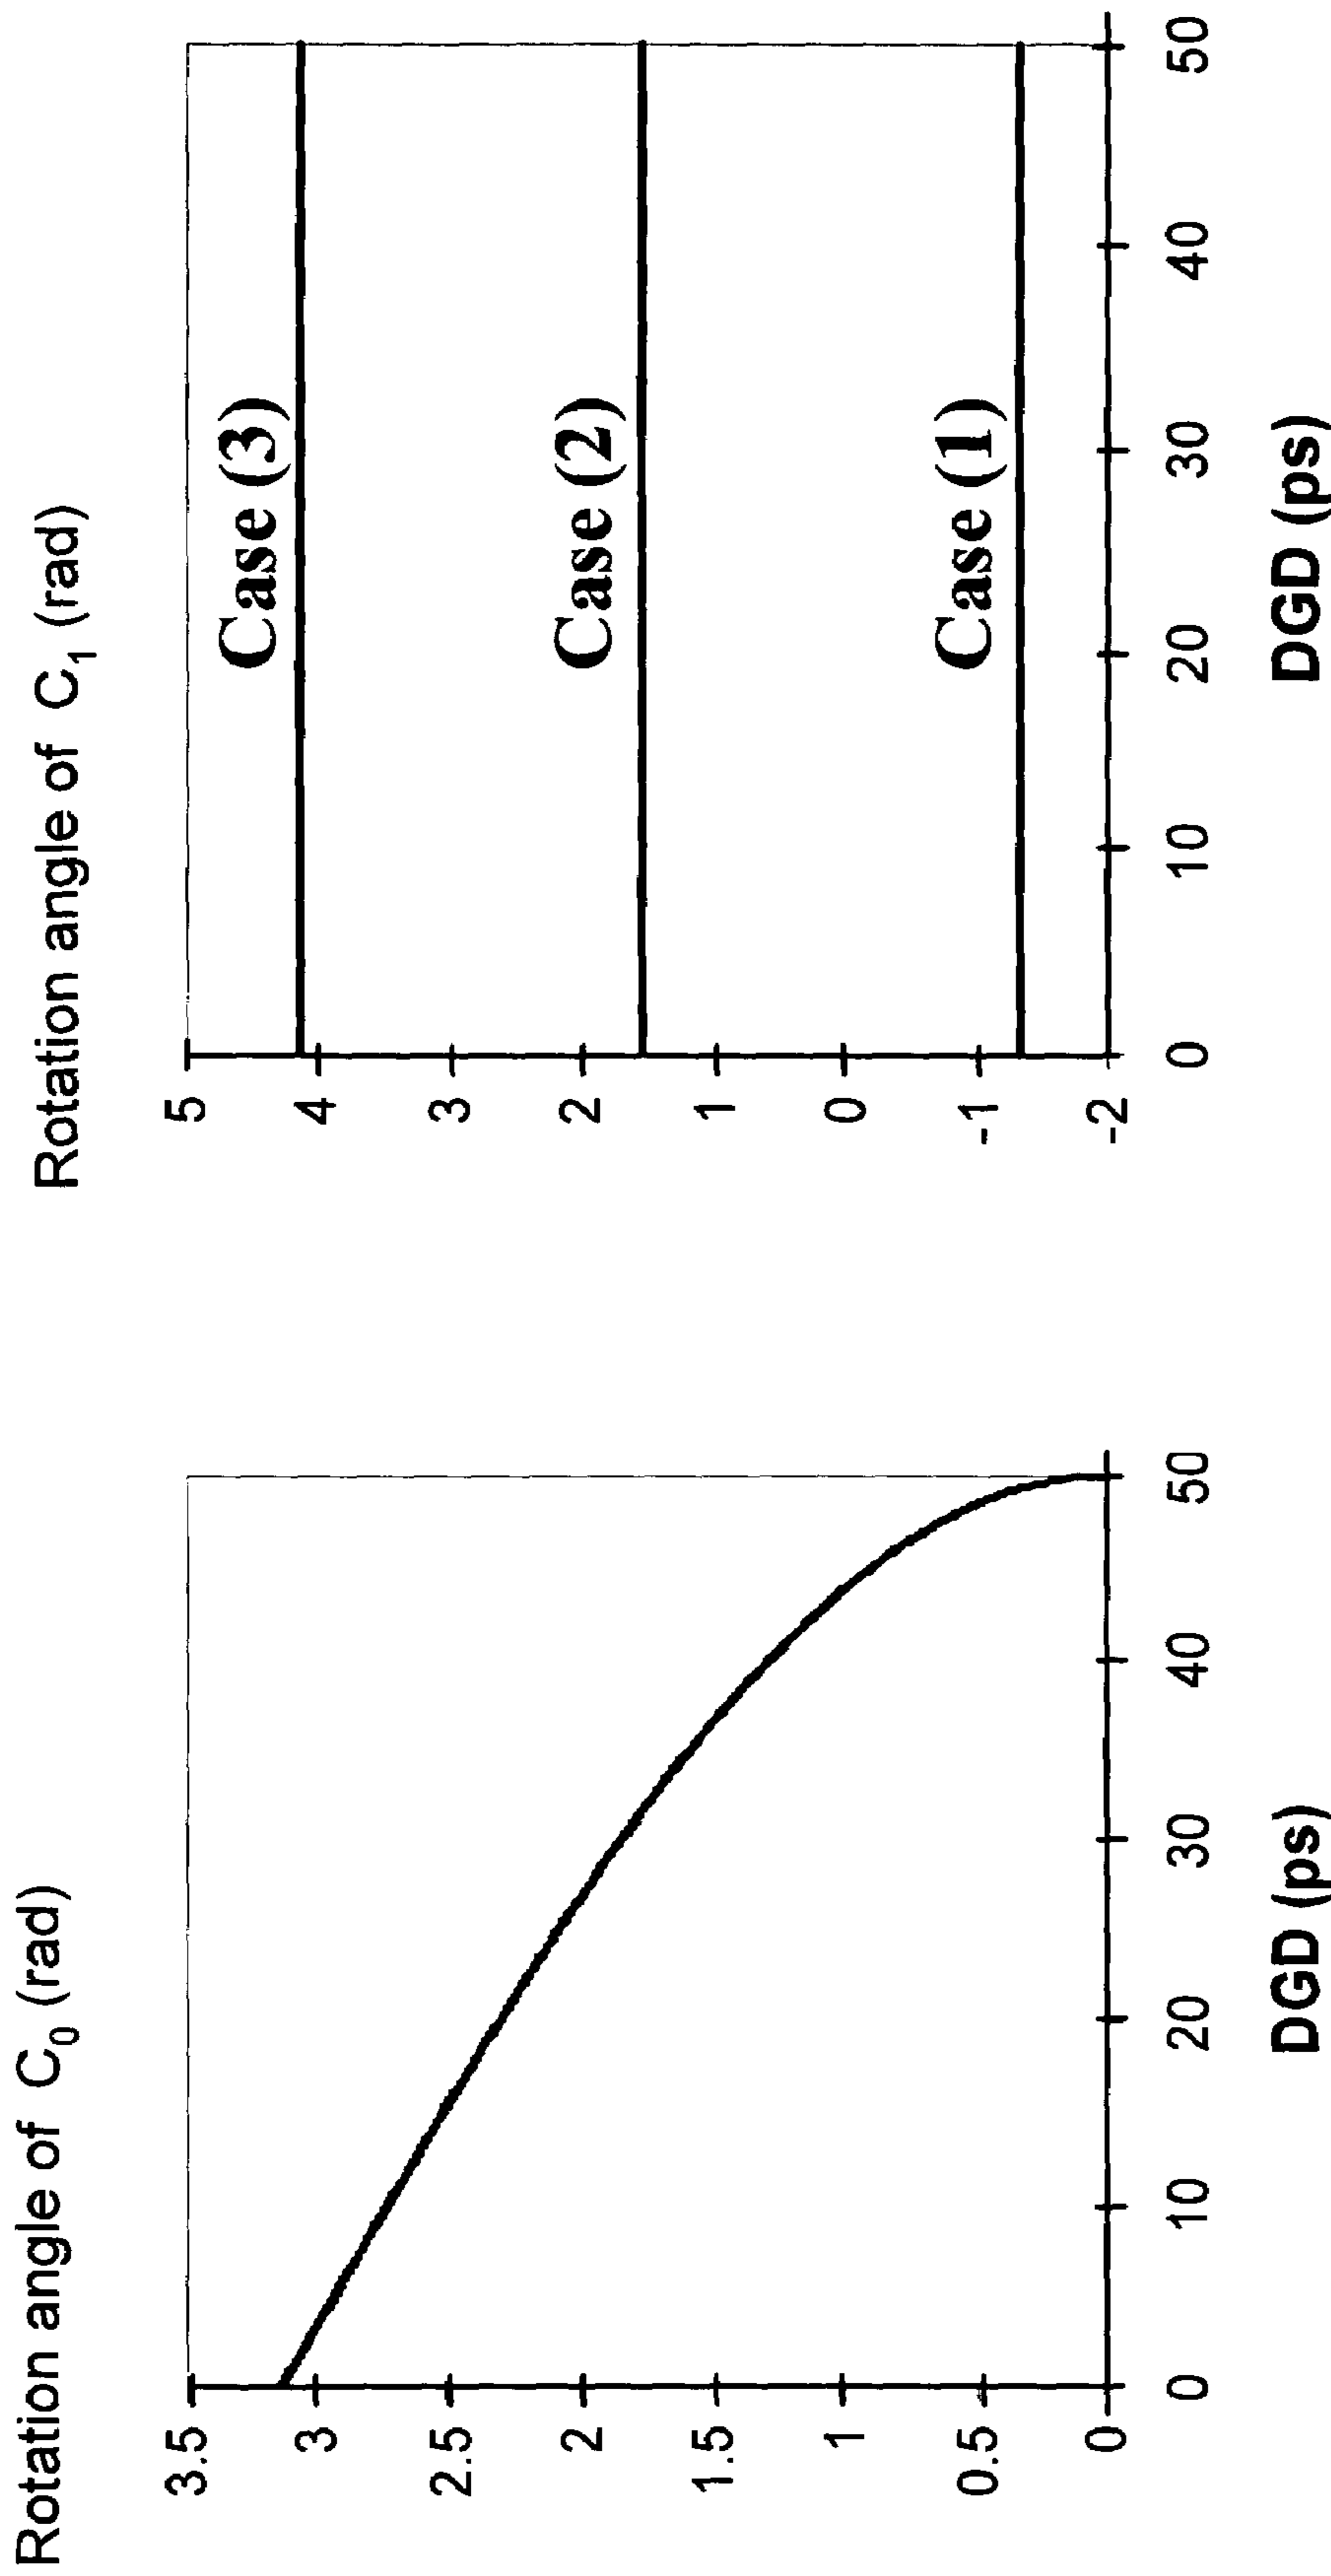 Rotation angle of C₀ (rad)
3.5
3
2.5
2
1.5
1
0.5
0
0 10 20 30 40 50
DGD (ps)
Rotation angle of C₁ (rad)
5
4
3
2
1
0
-1
-2
Case (3)
Case (2)
Case (1)
0 10 20 30 40 50
DGD (ps)